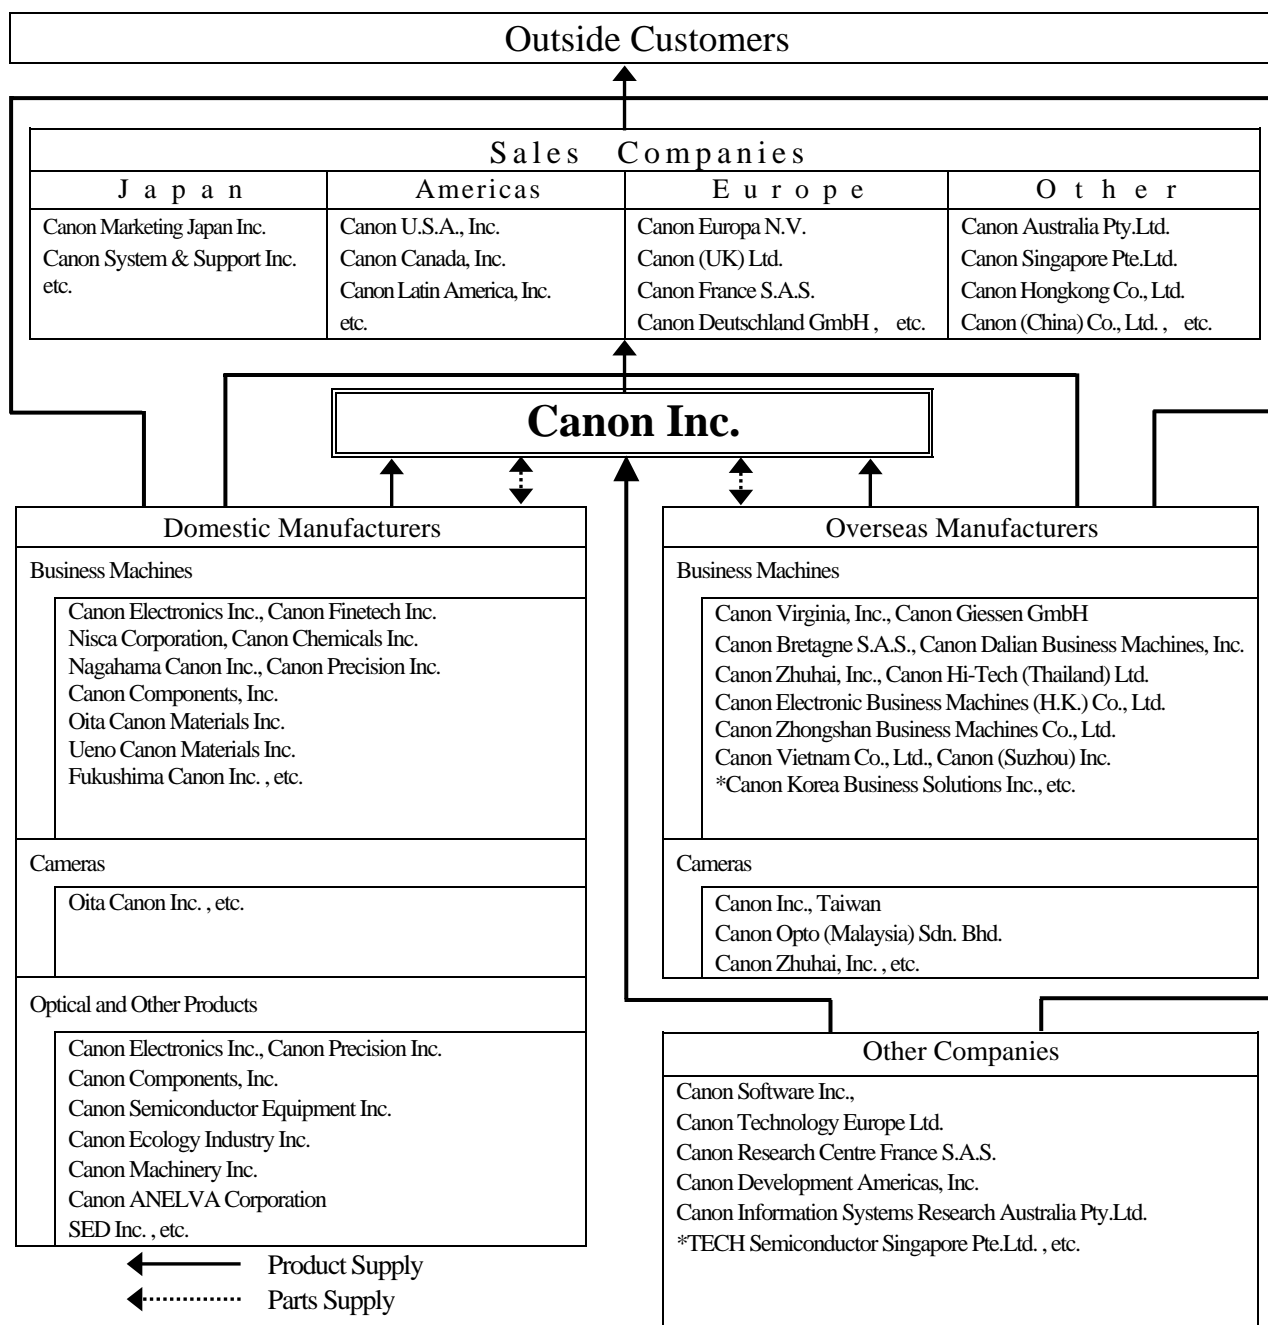 Outside Customers
Sales Companies
Japan
Americas
Europe
Other
Canon Marketing Japan Inc.
Canon System & Support Inc.
etc.
Canon U.S.A., Inc.
Canon Canada, Inc.
Canon Latin America, Inc.
etc.
Canon Europa N.V.
Canon (UK) Ltd.
Canon France S.A.S.
Canon Deutschland GmbH , etc.
Canon Australia Pty.Ltd.
Canon Singapore Pte.Ltd.
Canon Hongkong Co., Ltd.
Canon (China) Co., Ltd. , etc.
Canon Inc.
Domestic Manufacturers
Business Machines
Canon Electronics Inc., Canon Finetech Inc.
Nisca Corporation, Canon Chemicals Inc.
Nagahama Canon Inc., Canon Precision Inc.
Canon Components, Inc.
Oita Canon Materials Inc.
Ueno Canon Materials Inc.
Fukushima Canon Inc. , etc.
Cameras
Oita Canon Inc. , etc.
Optical and Other Products
Canon Electronics Inc., Canon Precision Inc.
Canon Components, Inc.
Canon Semiconductor Equipment Inc.
Canon Ecology Industry Inc.
Canon Machinery Inc.
Canon ANELVA Corporation
SED Inc. , etc.
Overseas Manufacturers
Business Machines
Canon Virginia, Inc., Canon Giessen GmbH
Canon Bretagne S.A.S., Canon Dalian Business Machines, Inc.
Canon Zhuhai, Inc., Canon Hi-Tech (Thailand) Ltd.
Canon Electronic Business Machines (H.K.) Co., Ltd.
Canon Zhongshan Business Machines Co., Ltd.
Canon Vietnam Co., Ltd., Canon (Suzhou) Inc.
*Canon Korea Business Solutions Inc., etc.
Cameras
Canon Inc., Taiwan
Canon Opto (Malaysia) Sdn. Bhd.
Canon Zhuhai, Inc. , etc.
Other Companies
Canon Software Inc.,
Canon Technology Europe Ltd.
Canon Research Centre France S.A.S.
Canon Development Americas, Inc.
Canon Information Systems Research Australia Pty.Ltd.
*TECH Semiconductor Singapore Pte.Ltd. , etc.
Product Supply
Parts Supply